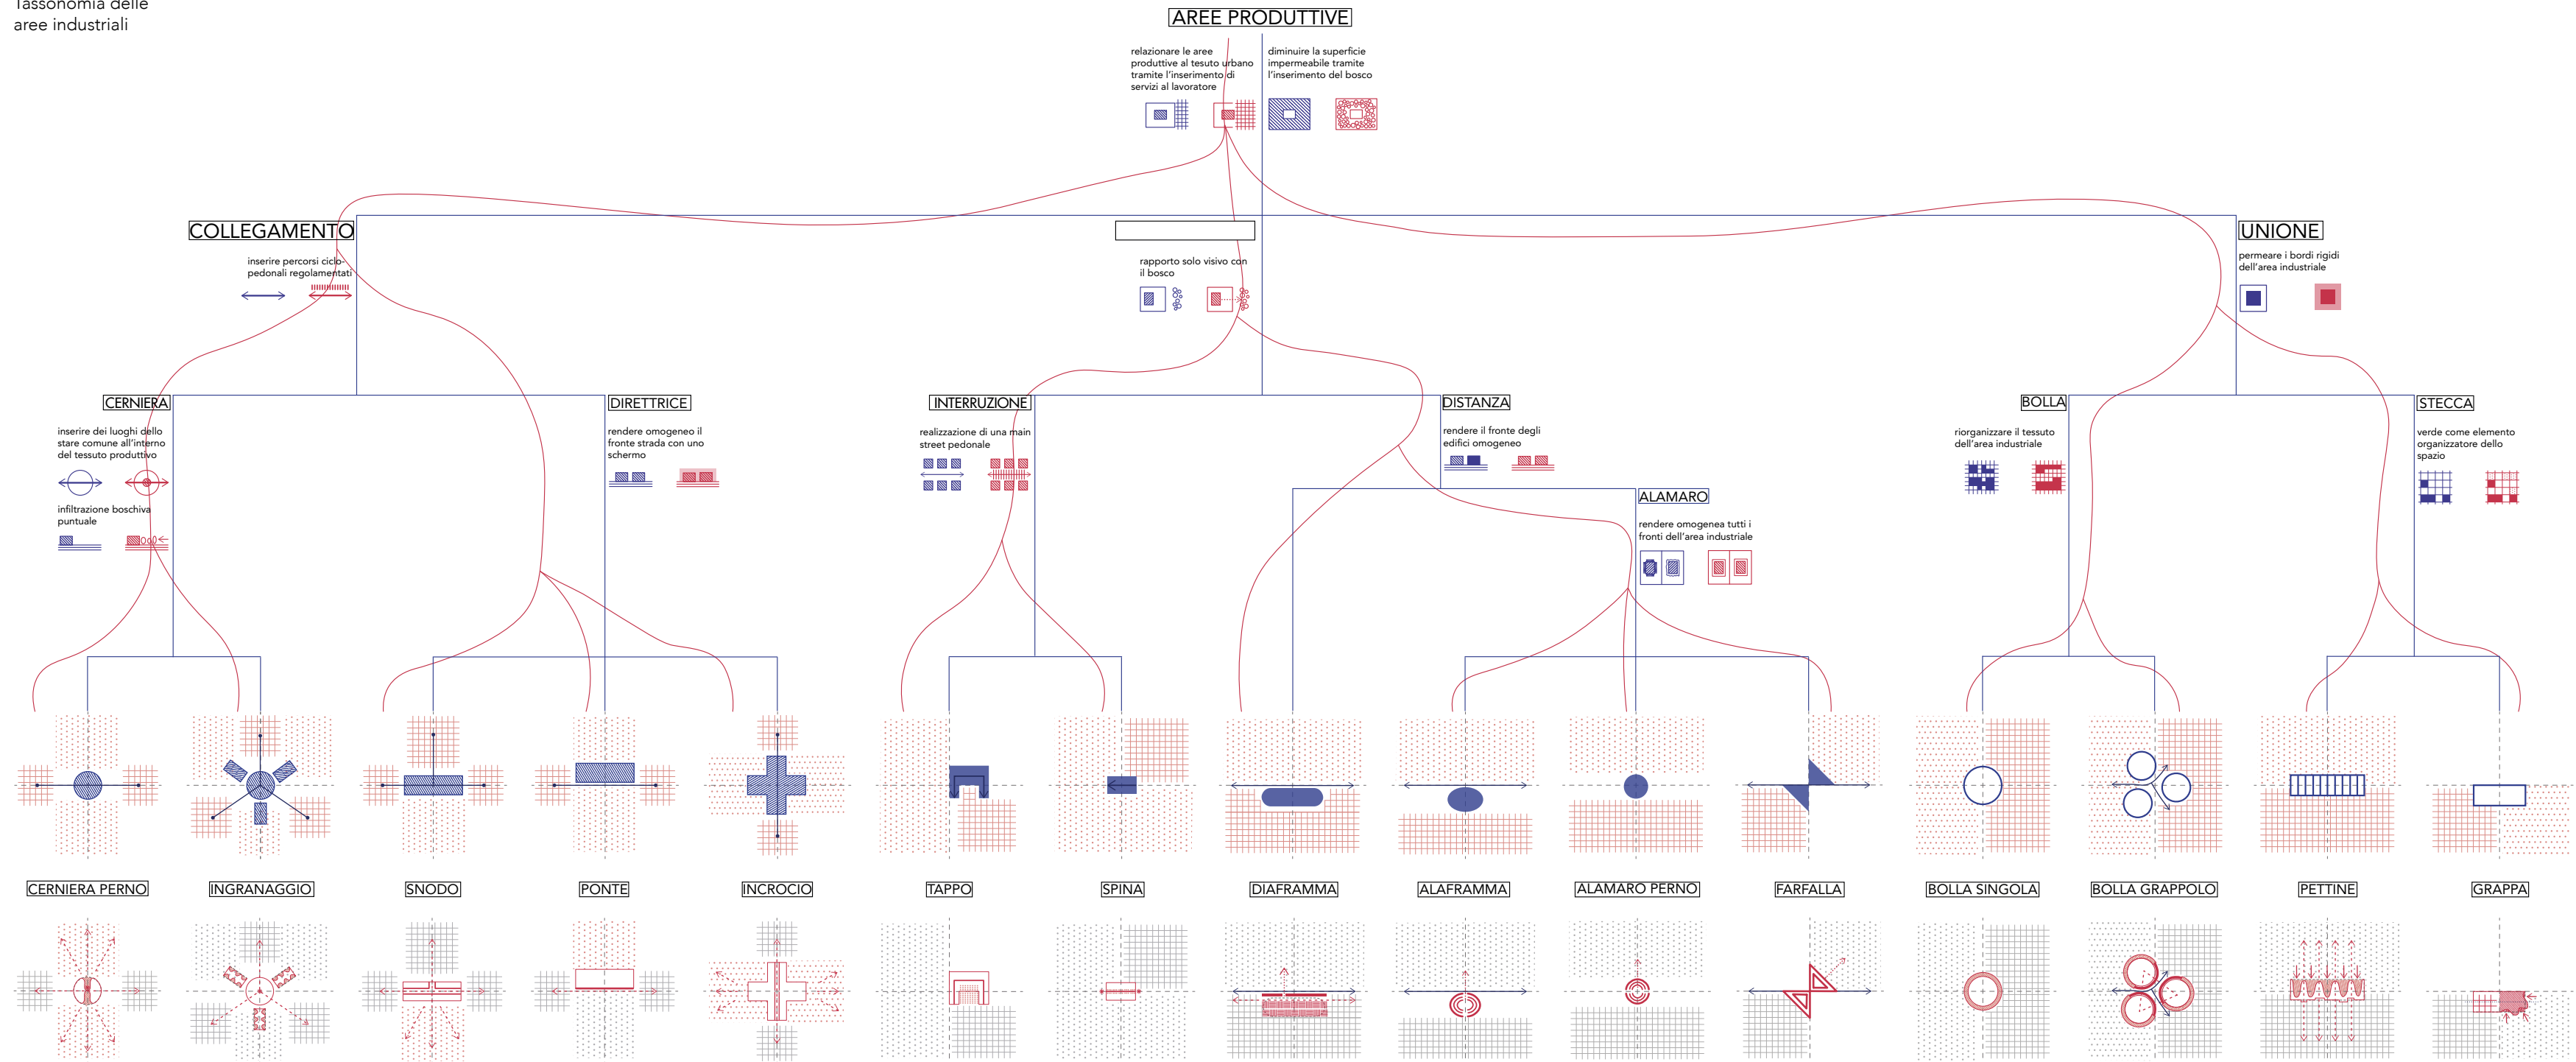 Tassonomia delle
aree industriali
AREE PRODUTTIVE
relazionare le aree
produttive al tesuto urbano
tramite l'inserimento di
servizi al lavoratore
diminuire la superficie
impermeabile tramite
l'inserimento del bosco
COLLEGAMENTO
inserire percorsi ciclo-
pedonali regolamentati
rapporto solo visivo con
il bosco
UNIONE
permeare i bordi rigidi
dell'area industriale
CERNIERA
inserire dei luoghi dello
stare comune all'interno
del tessuto produttivo
infiltrazione boschiva
puntuale
DIRETTRICE
rendere omogeneo il
fronte strada con uno
schermo
INTERRUZIONE
realizzazione di una main
street pedonale
DISTANZA
rendere il fronte degli
edifici omogeneo
ALAMARO
rendere omogenea tutti i
fronti dell'area industriale
BOLLA
riorganizzare il tessuto
dell'area industriale
STECCA
verde come elemento
organizzatore dello
spazio
CERNIERA PERNO
INGRANAGGIO
SNODO
PONTE
INCROCIO
TAPPO
SPINA
DIAFRAMMA
ALAFRAMMA
ALAMARO PERNO
FARFALLA
BOLLA SINGOLA
BOLLA GRAPPOLO
PETTINE
GRAPPA